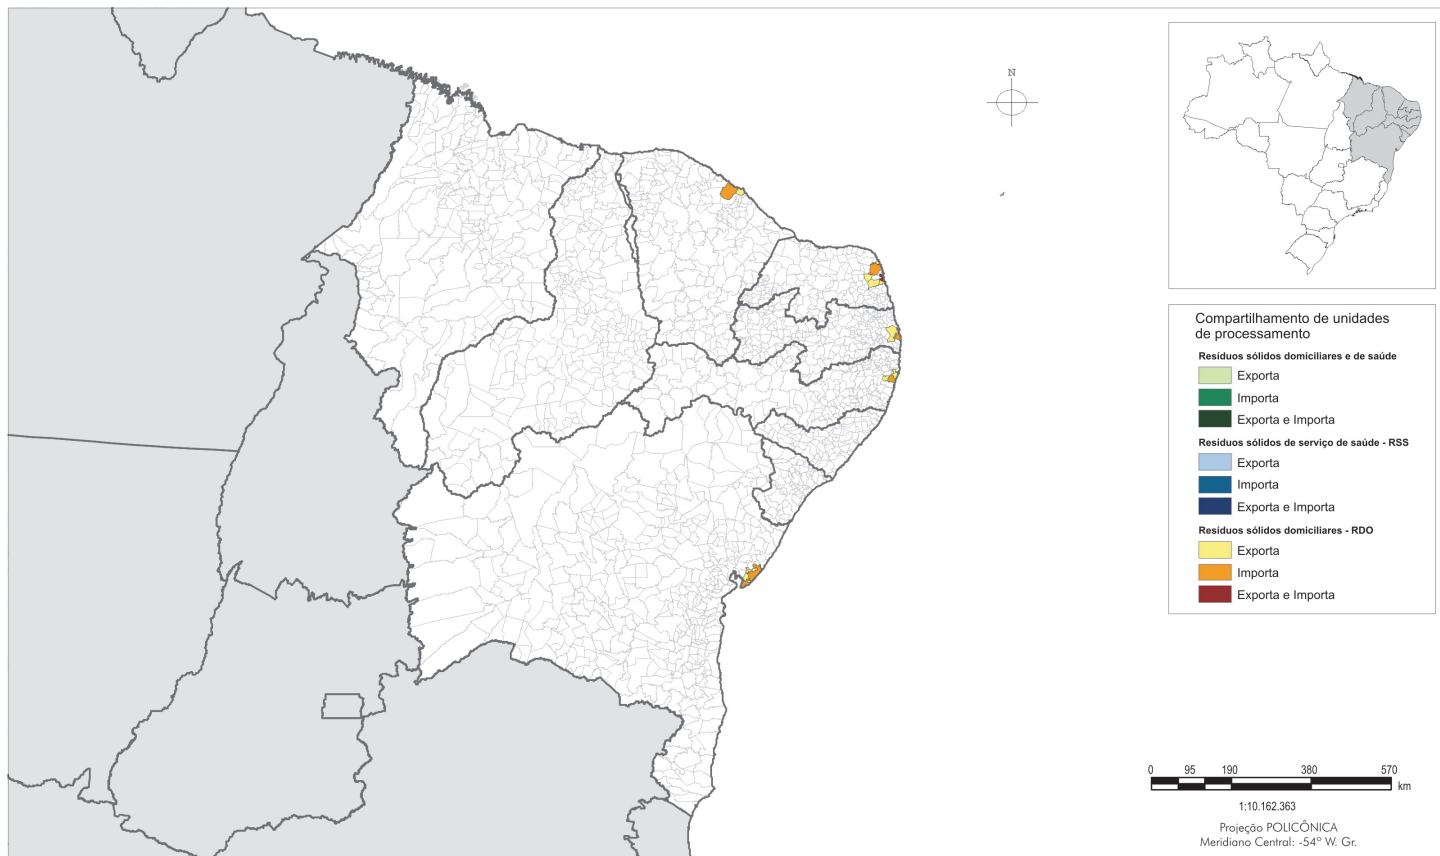 N
Compartilhamento de unidades
de processamento
Resíduos sólidos domiciliares e de saúde
Exporta
Importa
Exporta e Importa
Resíduos sólidos de serviço de saúde - RSS
Exporta
Importa
Exporta e Importa
Resíduos sólidos domiciliares - RDO
Exporta
Importa
Exporta e Importa
0 95 190 380 570
km
1:10.162.363
Projeção POLICÔNICA
Meridiano Central: -54º W. Gr.